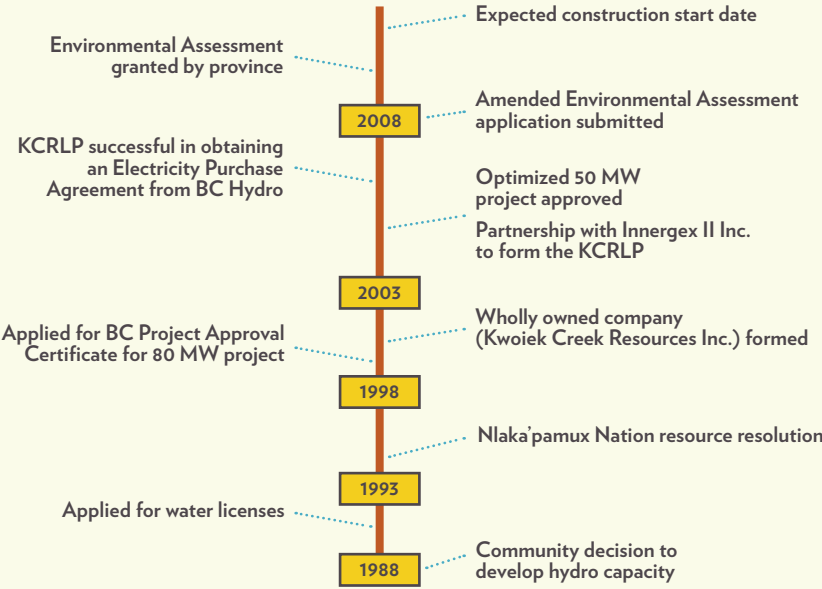 Expected construction start date
Environmental Assessment
granted by province
2008
Amended Environmental Assessment
application submitted
KCRLP successful in obtaining
an Electricity Purchase
Agreement from BC Hydro
Optimized 50 MW
project approved
Partnership with Innergex II Inc.
to form the KCRLP
2003
Wholly owned company
(Kwoiek Creek Resources Inc.) formed
Applied for BC Project Approval
Certificate for 80 MW project
1998
Nlaka’pamux Nation resource resolution
1993
Applied for water licenses
1988
Community decision to
develop hydro capacity